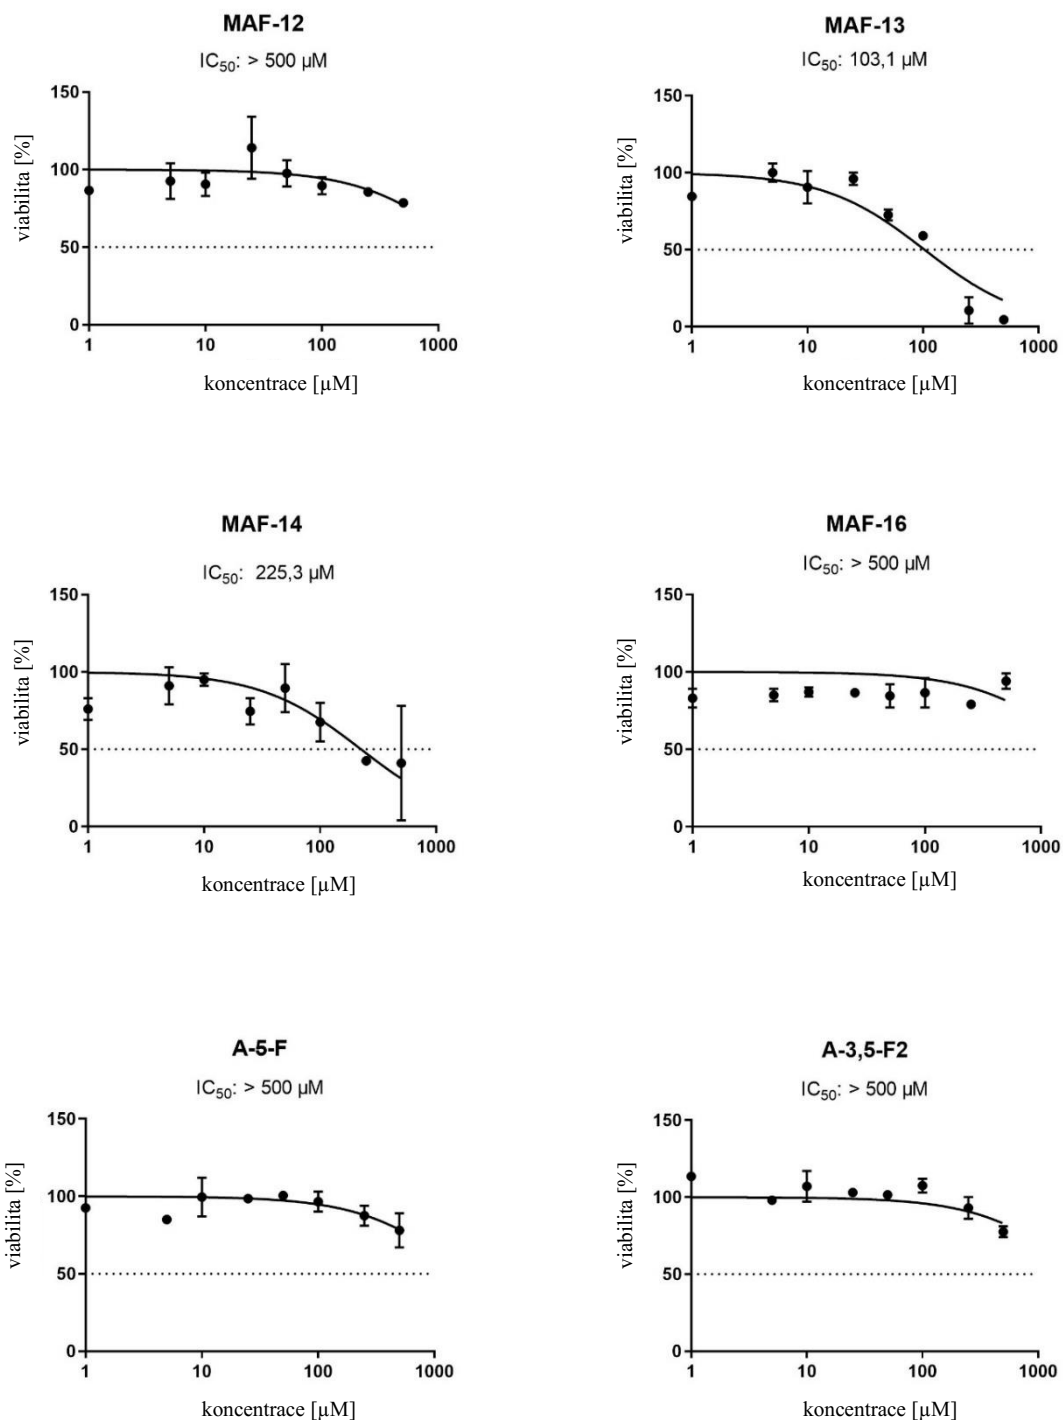 MAF-12
IC50: > 500 µM
150
100
50
0
viabilita [%]
1 10 100 1000
koncentrace [µM]
MAF-13
IC50: 103,1 µM
150
100
50
0
viabilita [%]
1 10 100 1000
koncentrace [µM]
MAF-14
IC50: 225,3 µM
150
100
50
0
viabilita [%]
1 10 100 1000
koncentrace [µM]
MAF-16
IC50: > 500 µM
150
100
50
0
viabilita [%]
1 10 100 1000
koncentrace [µM]
A-5-F
IC50: > 500 µM
150
100
50
0
viabilita [%]
1 10 100 1000
koncentrace [µM]
A-3,5-F2
IC50: > 500 µM
150
100
50
0
viabilita [%]
1 10 100 1000
koncentrace [µM]